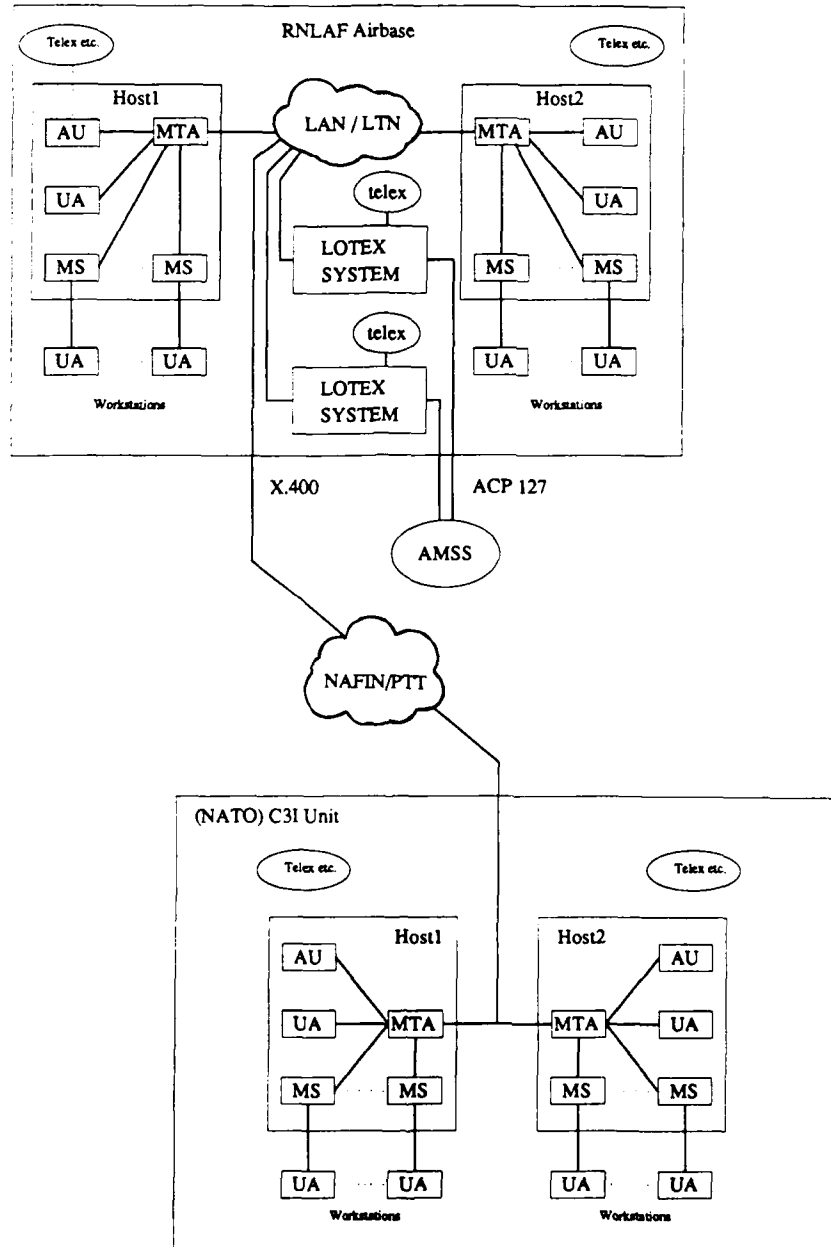 RNLAF Airbase
Telex etc.
Telex etc.
Host1
Host2
LAN / LTN
AU
MTA
MTA
AU
telex
UA
UA
LOTEX
SYSTEM
MS
MS
MS
MS
telex
UA
UA
LOTEX
SYSTEM
UA
UA
Workstations
Workstations
X.400
ACP 127
AMSS
NAFIN/PTT
(NATO) C3I Unit
Telex etc.
Telex etc.
Host1
Host2
AU
AU
UA
MTA
MTA
UA
MS
MS
MS
MS
UA
UA
UA
UA
Workstations
Workstations